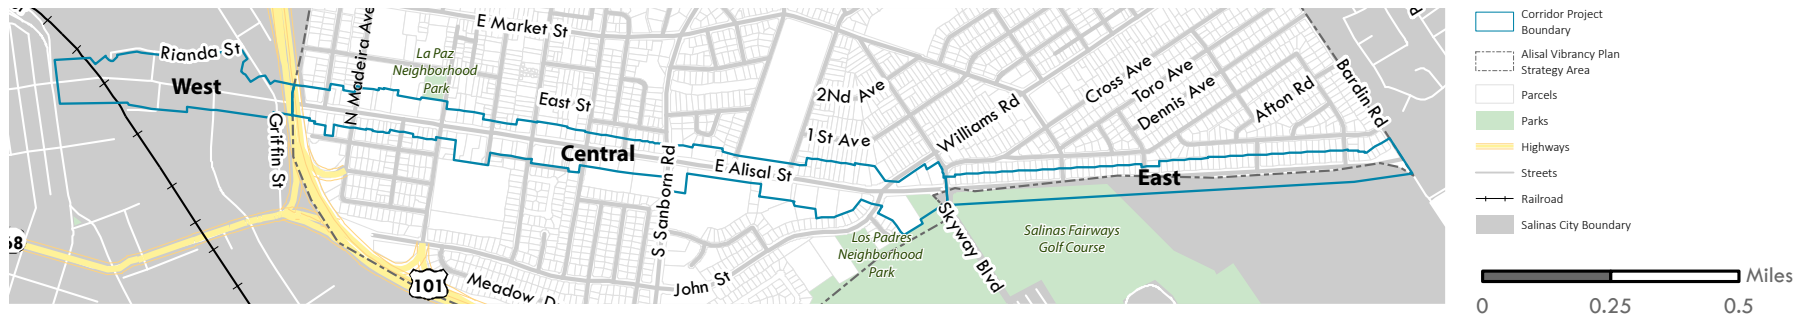 Rianda St
West
Griffin St
N Madeira Ave
E Market St
La Paz
Neighborhood
Park
East St
Central
S Sanborn Rd
E Alisal St
2Nd Ave
1St Ave
Williams Rd
Cross Ave
Toro Ave
Dennis Ave
Afton Rd
Bardin Rd
East
Skyway Blvd
Los Padres
Neighborhood
Park
Salinas Fairways
Golf Course
John St
Meadow D
101
68
Corridor Project
Boundary
Alisal Vibrancy Plan
Strategy Area
Parcels
Parks
Highways
Streets
Railroad
Salinas City Boundary
Miles
0 0.25 0.5